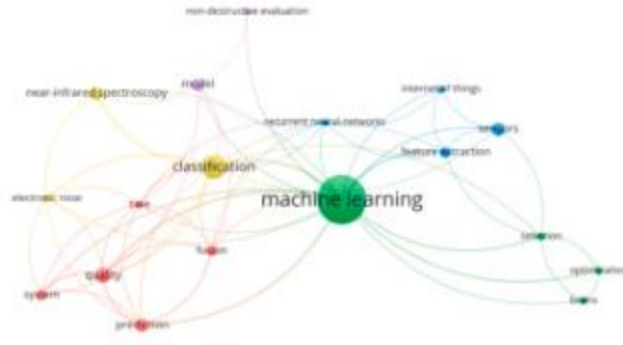 non-destructive evaluation
model
near-infrared spectroscopy
internet of things
recurrent neural-networks
sensors
feature extraction
classification
electronic nose
machine learning
fusion
quality
system
prediction